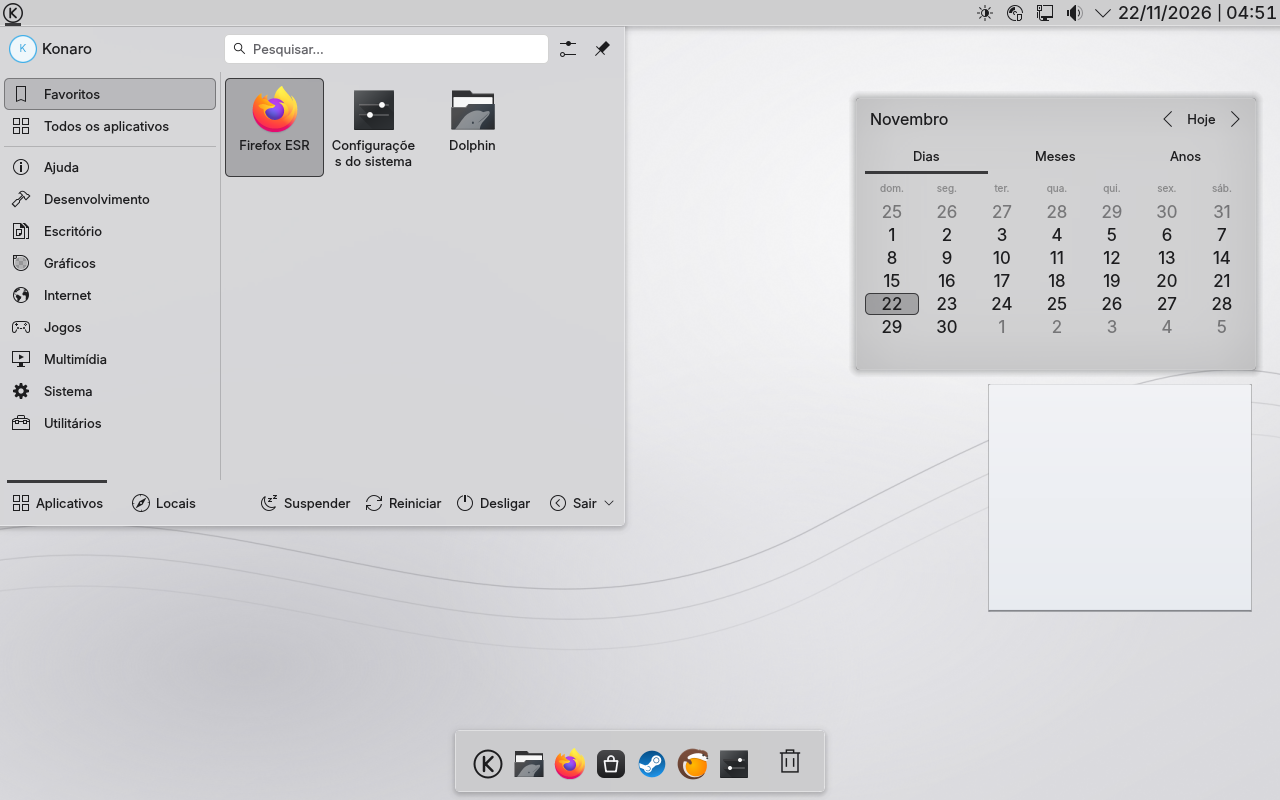 22/11/2026 | 04:51
K Konaro
Pesquisar...
Favoritos
Todos os aplicativos
Ajuda
Desenvolvimento
Escritório
Gráficos
Internet
Jogos
Multimídia
Sistema
Utilitários
Firefox ESR
Configuraçõe
s do sistema
Dolphin
Aplicativos Locais Suspender Reiniciar Desligar Sair
Novembro Hoje
Dias Meses Anos
dom. seg. ter. qua. qui. sex. sáb.
25 26 27 28 29 30 31
1 2 3 4 5 6 7
8 9 10 11 12 13 14
15 16 17 18 19 20 21
22 23 24 25 26 27 28
29 30 1 2 3 4 5